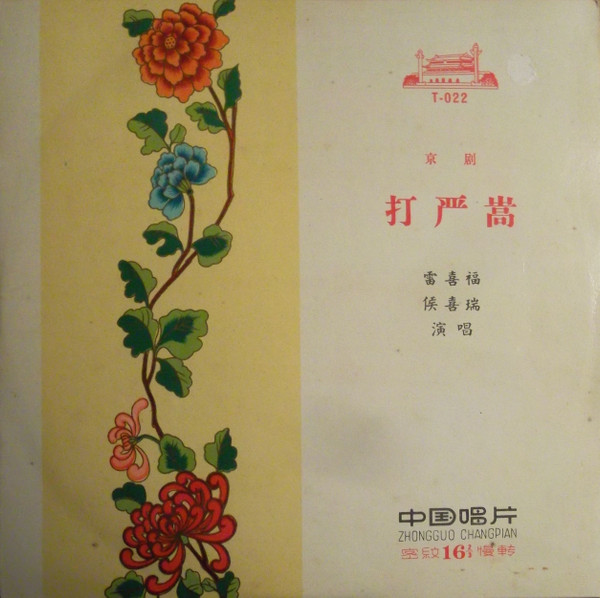 T-022
京剧
打严嵩
雷喜福
侯喜瑞
演唱
中国唱片
ZHONGGUO CHANGPIAN
密纹16⅔慢转